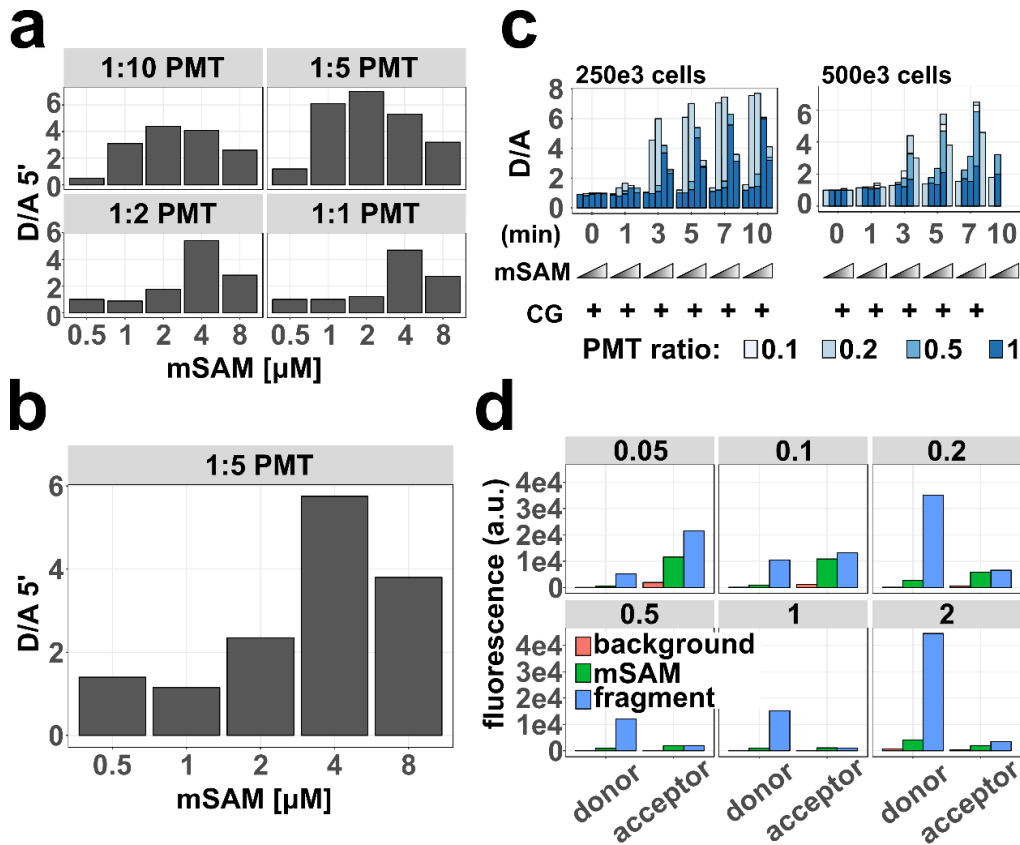 a
1:10 PMT 1:5 PMT
6
4
2
0
1:2 PMT 1:1 PMT
6
4
2
0
D/A 5'
0.5 1 2 4 8 0.5 1 2 4 8
mSAM [µM]
b
1:5 PMT
6
4
2
0
D/A 5'
0.5 1 2 4 8
mSAM [µM]
c
250e3 cells 500e3 cells
D/A
8
6
4
2
0
6
4
2
0
(min) 0 1 3 5 7 10 0 1 3 5 7 10
mSAM
CG + + + + + + + + + + +
PMT ratio: 0.1 0.2 0.5 1
d
0.05 0.1 0.2
4e4
3e4
2e4
1e4
0
0.5 1 2
4e4
3e4
2e4
1e4
0
fluorescence (a.u.)
background
mSAM
fragment
donor acceptor donor acceptor donor acceptor